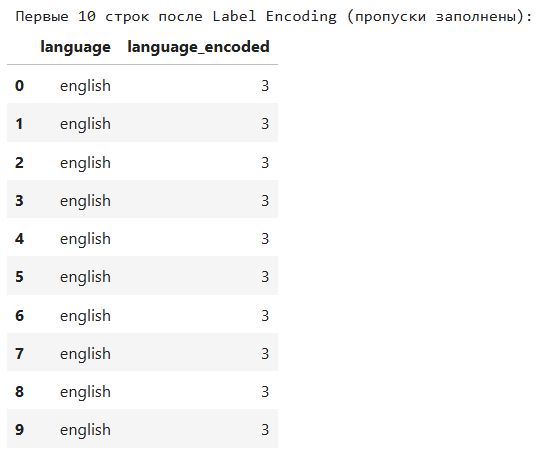 Первые 10 строк после Label Encoding (пропуски заполнены):
language language_encoded
0 english 3
1 english 3
2 english 3
3 english 3
4 english 3
5 english 3
6 english 3
7 english 3
8 english 3
9 english 3